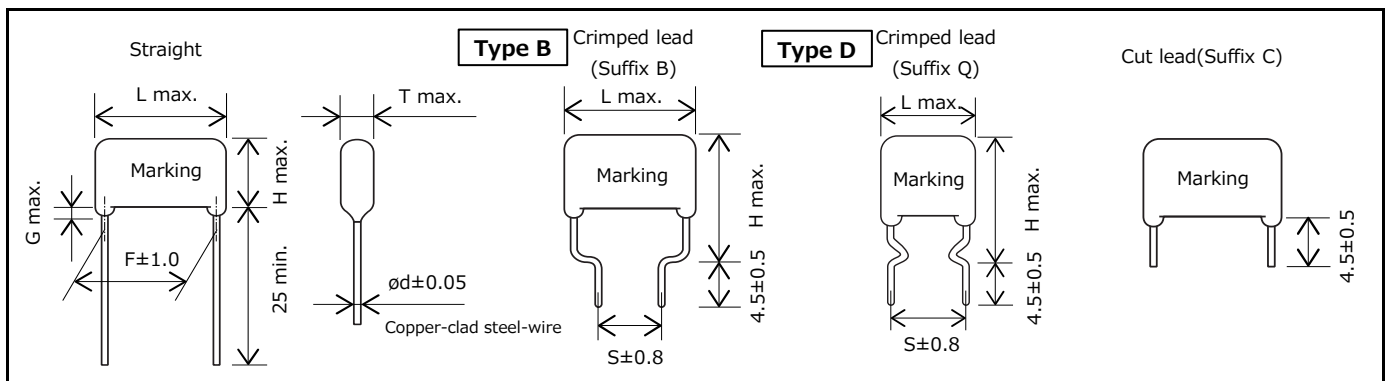 Straight
L max.
Marking
H max.
G max.
F±1.0
25 min.
T max.
ød±0.05
Copper-clad steel-wire
Type B
Crimped lead
(Suffix B)
L max.
Marking
H max.
4.5±0.5
S±0.8
Type D
Crimped lead
(Suffix Q)
L max.
Marking
H max.
4.5±0.5
S±0.8
Cut lead(Suffix C)
Marking
4.5±0.5